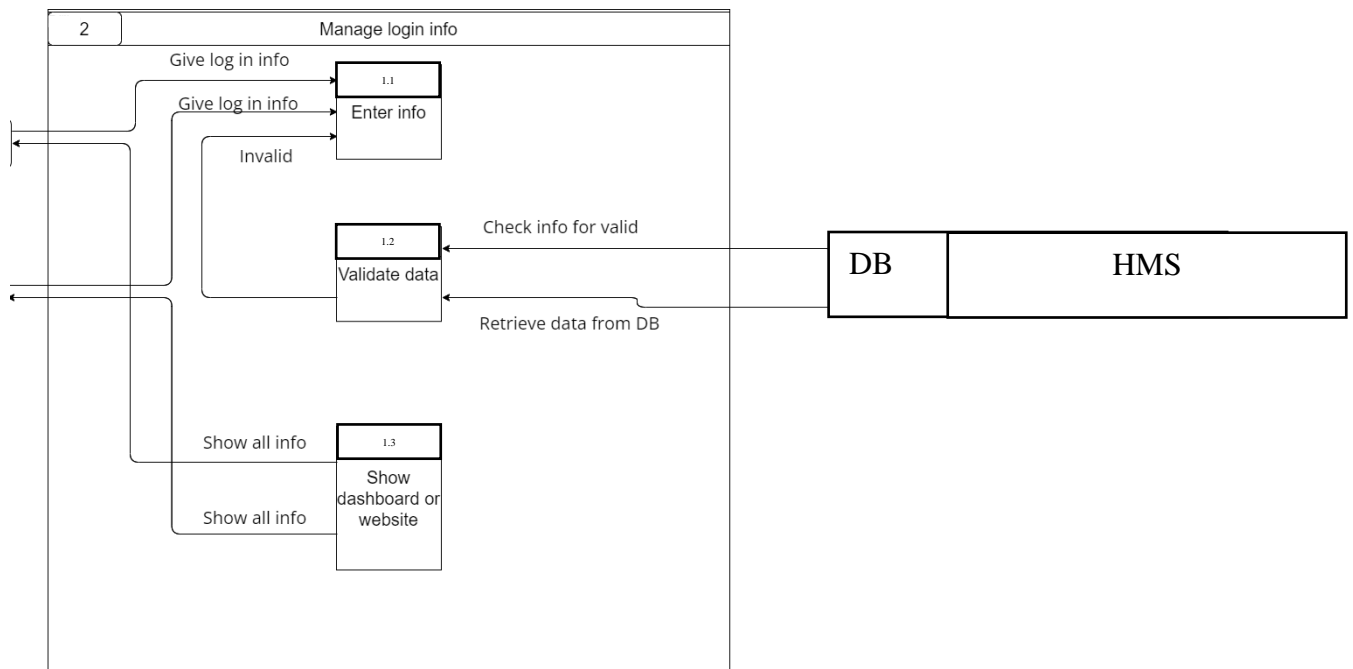 2
Manage login info
Give log in info
1.1
Give log in info
Enter info
Invalid
1.2
Validate data
Check info for valid
Retrieve data from DB
DB
HMS
Show all info
1.3
Show
dashboard or
website
Show all info